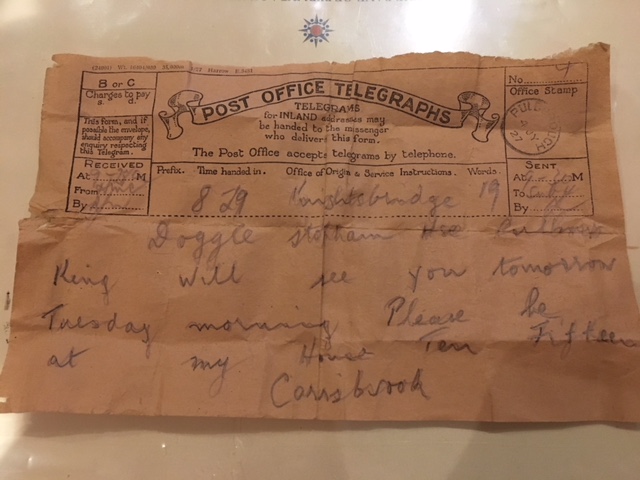 B or C
Charges to pay
s. d.
POST OFFICE TELEGRAPHS
No.
Office Stamp
TELEGRAMS
for INLAND addresses may
be handed to the messenger
who delivers this form.
This form, and if
possible the envelope,
should accompany
any enquiry respecting
this Telegram.
The Post Office accepts telegrams by telephone.
RECEIVED
Prefix. Time handed in. Office of Origin & Service Instructions. Words.
SENT
At M
From
By
8 29 Knightsbridge 19
At M
To
By
Doggie Stopham Hse
King will see you tomorrow
Tuesday morning Please be
at my House Ten Fifteen
Carisbrook